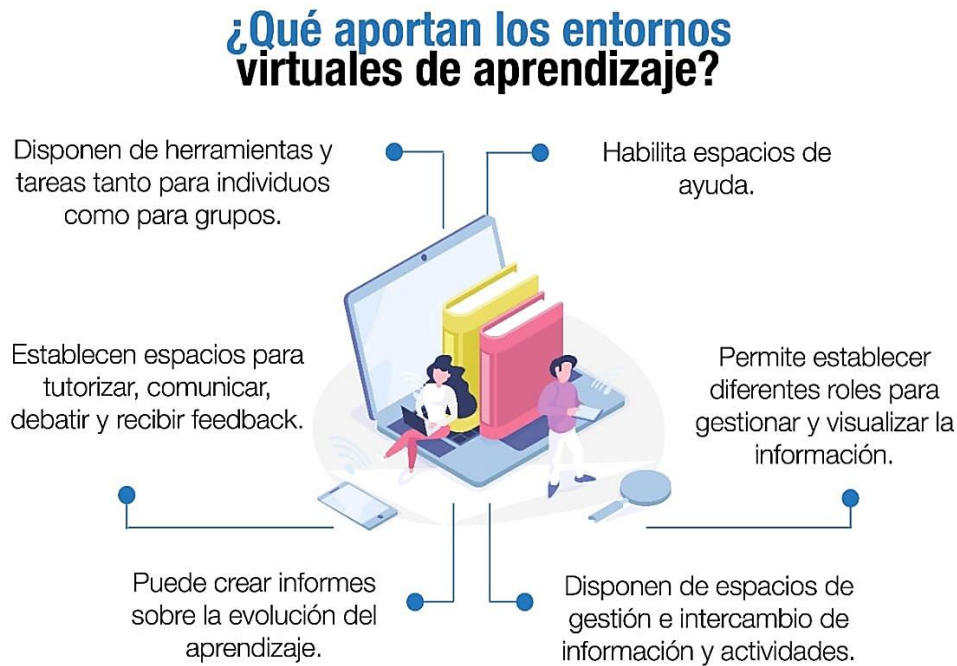 ¿Qué aportan los entornos
virtuales de aprendizaje?
Disponen de herramientas y
tareas tanto para individuos
como para grupos.
Habilita espacios de
ayuda.
Establecen espacios para
tutorizar, comunicar,
debatir y recibir feedback.
Permite establecer
diferentes roles para
gestionar y visualizar la
información.
Puede crear informes
sobre la evolución del
aprendizaje.
Disponen de espacios de
gestión e intercambio de
información y actividades.